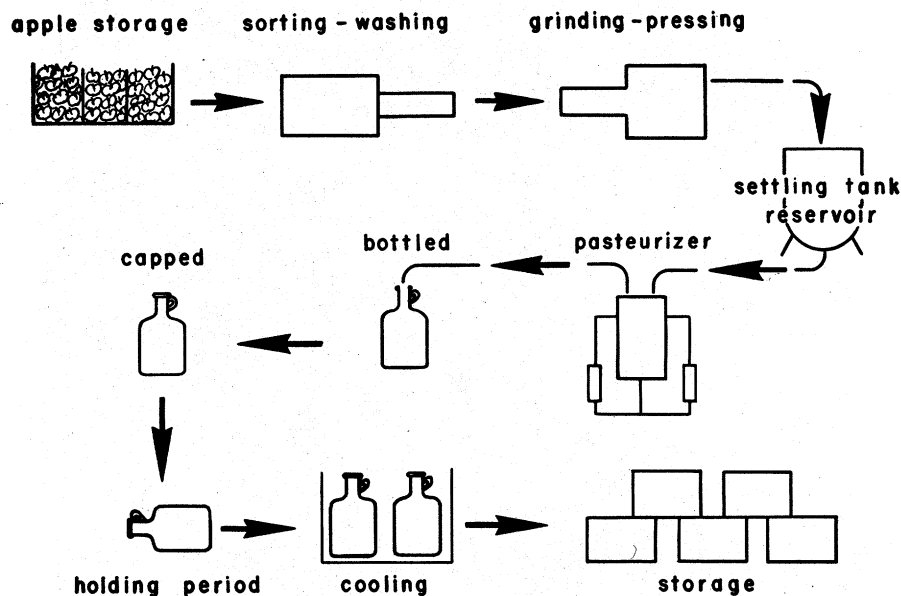 apple storage
sorting-washing
grinding-pressing
settling tank
reservoir
pasteurizer
bottled
capped
holding period
cooling
storage